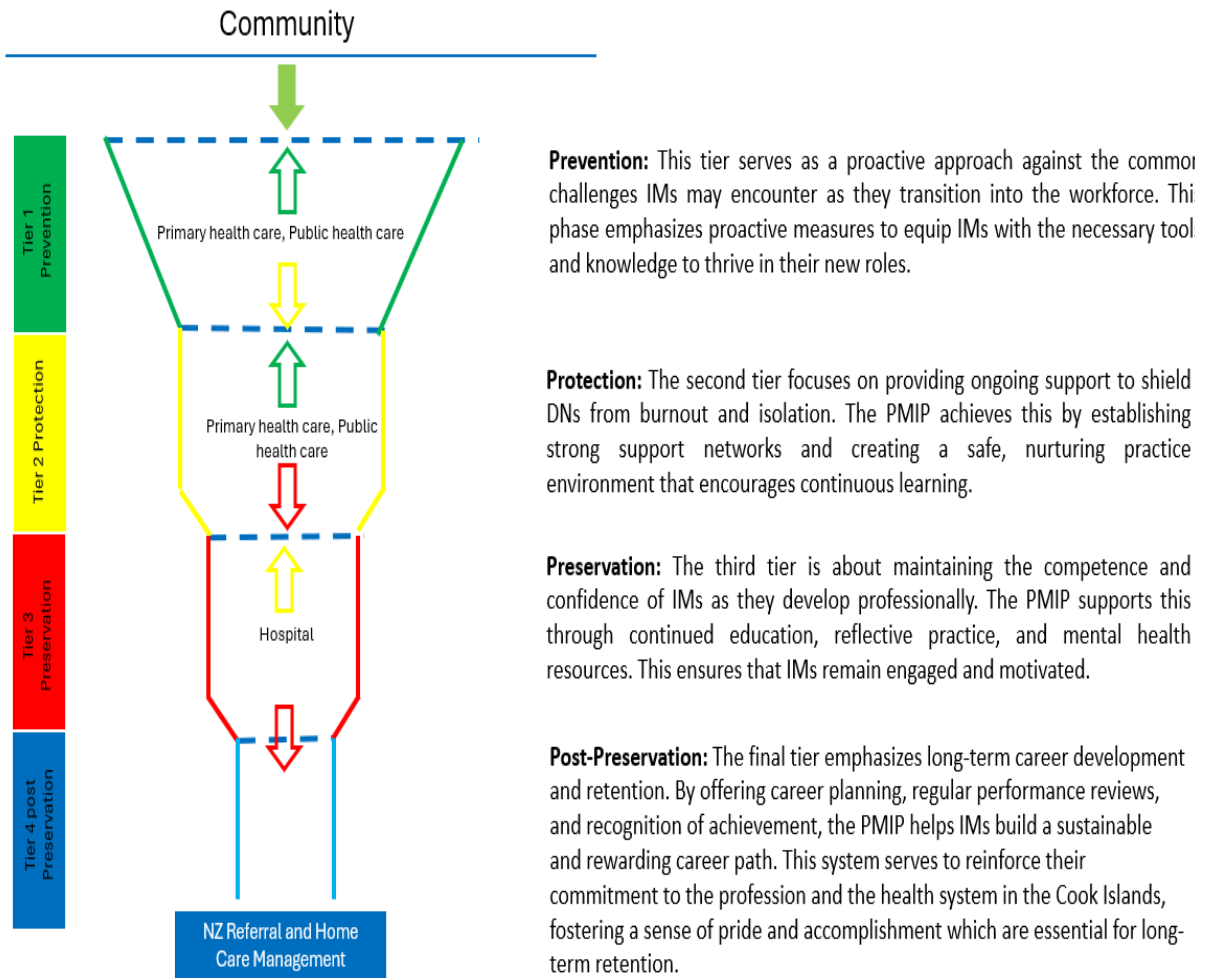 Community
Tier 1
Prevention
Primary health care, Public health care
Prevention: This tier serves as a proactive approach against the common
challenges IMs may encounter as they transition into the workforce. This
phase emphasizes proactive measures to equip IMs with the necessary tool
and knowledge to thrive in their new roles.
Tier 2 Protection
Primary health care, Public
health care
Protection: The second tier focuses on providing ongoing support to shield
DNs from burnout and isolation. The PMIP achieves this by establishing
strong support networks and creating a safe, nurturing practice
environment that encourages continuous learning.
Tier 3
Preservation
Hospital
Preservation: The third tier is about maintaining the competence and
confidence of IMs as they develop professionally. The PMIP supports this
through continued education, reflective practice, and mental health
resources. This ensures that IMs remain engaged and motivated.
Tier 4 post
Preservation
NZ Referral and Home
Care Management
Post-Preservation: The final tier emphasizes long-term career development
and retention. By offering career planning, regular performance reviews,
and recognition of achievement, the PMIP helps IMs build a sustainable
and rewarding career path. This system serves to reinforce their
commitment to the profession and the health system in the Cook Islands,
fostering a sense of pride and accomplishment which are essential for long-
term retention.